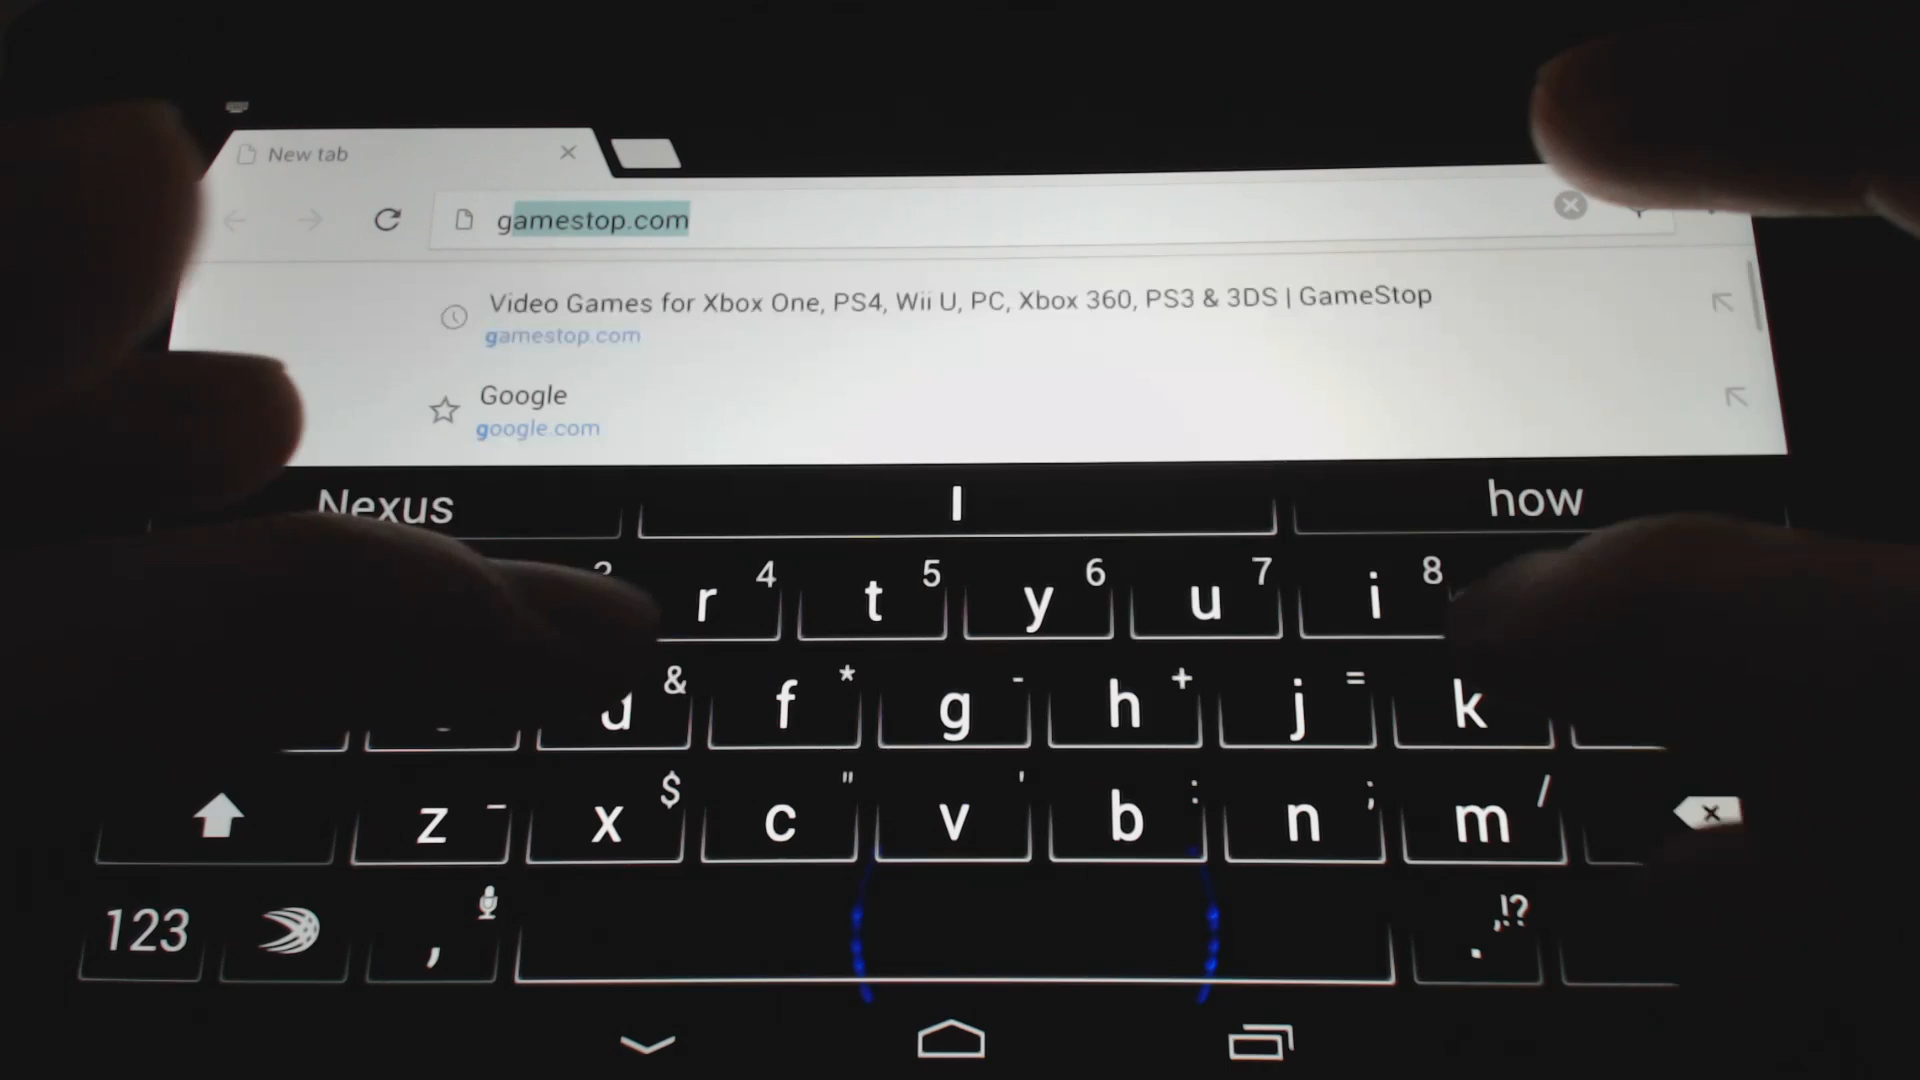 New tab
gamestop.com
Video Games for Xbox One, PS4, Wii U, PC, Xbox 360, PS3 & 3DS | GameStop
gamestop.com
Google
google.com
Nexus I how
r 4 t 5 y 6 u 7 i 8
d & f * g - h + j = k
z _ x $ c " v ' b : n ; m /
123 , . ,!?